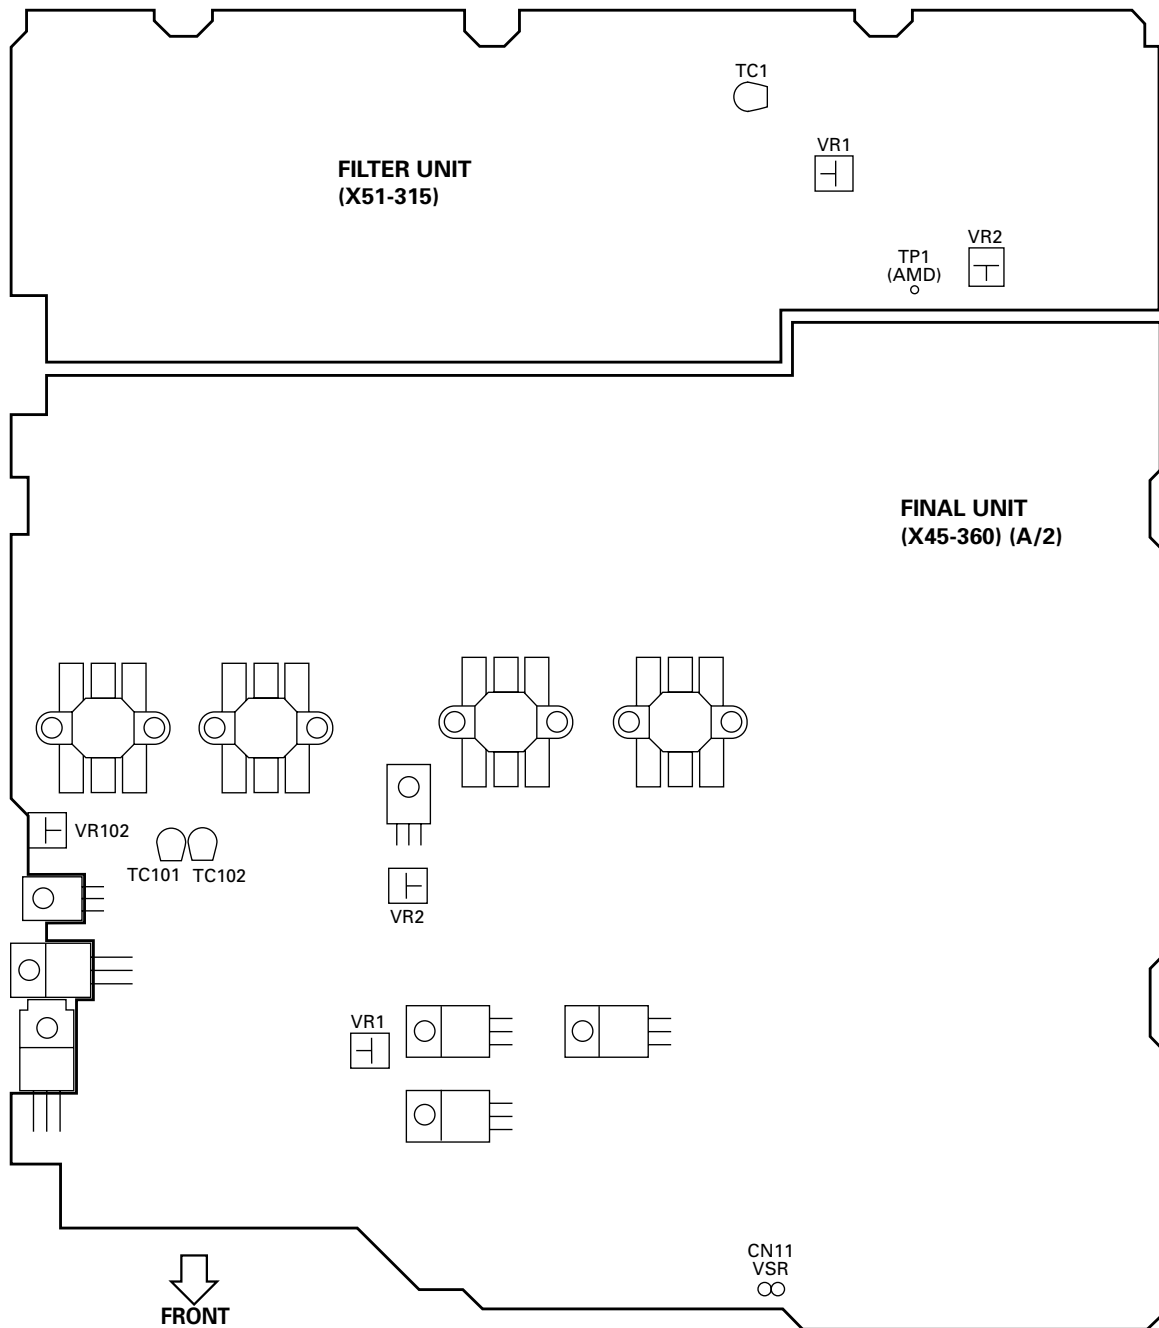 TC1
VR1
FILTER UNIT
(X51-315)
VR2
TP1
(AMD)
FINAL UNIT
(X45-360) (A/2)
VR102
TC101
TC102
VR2
VR1
CN11
VSR
FRONT